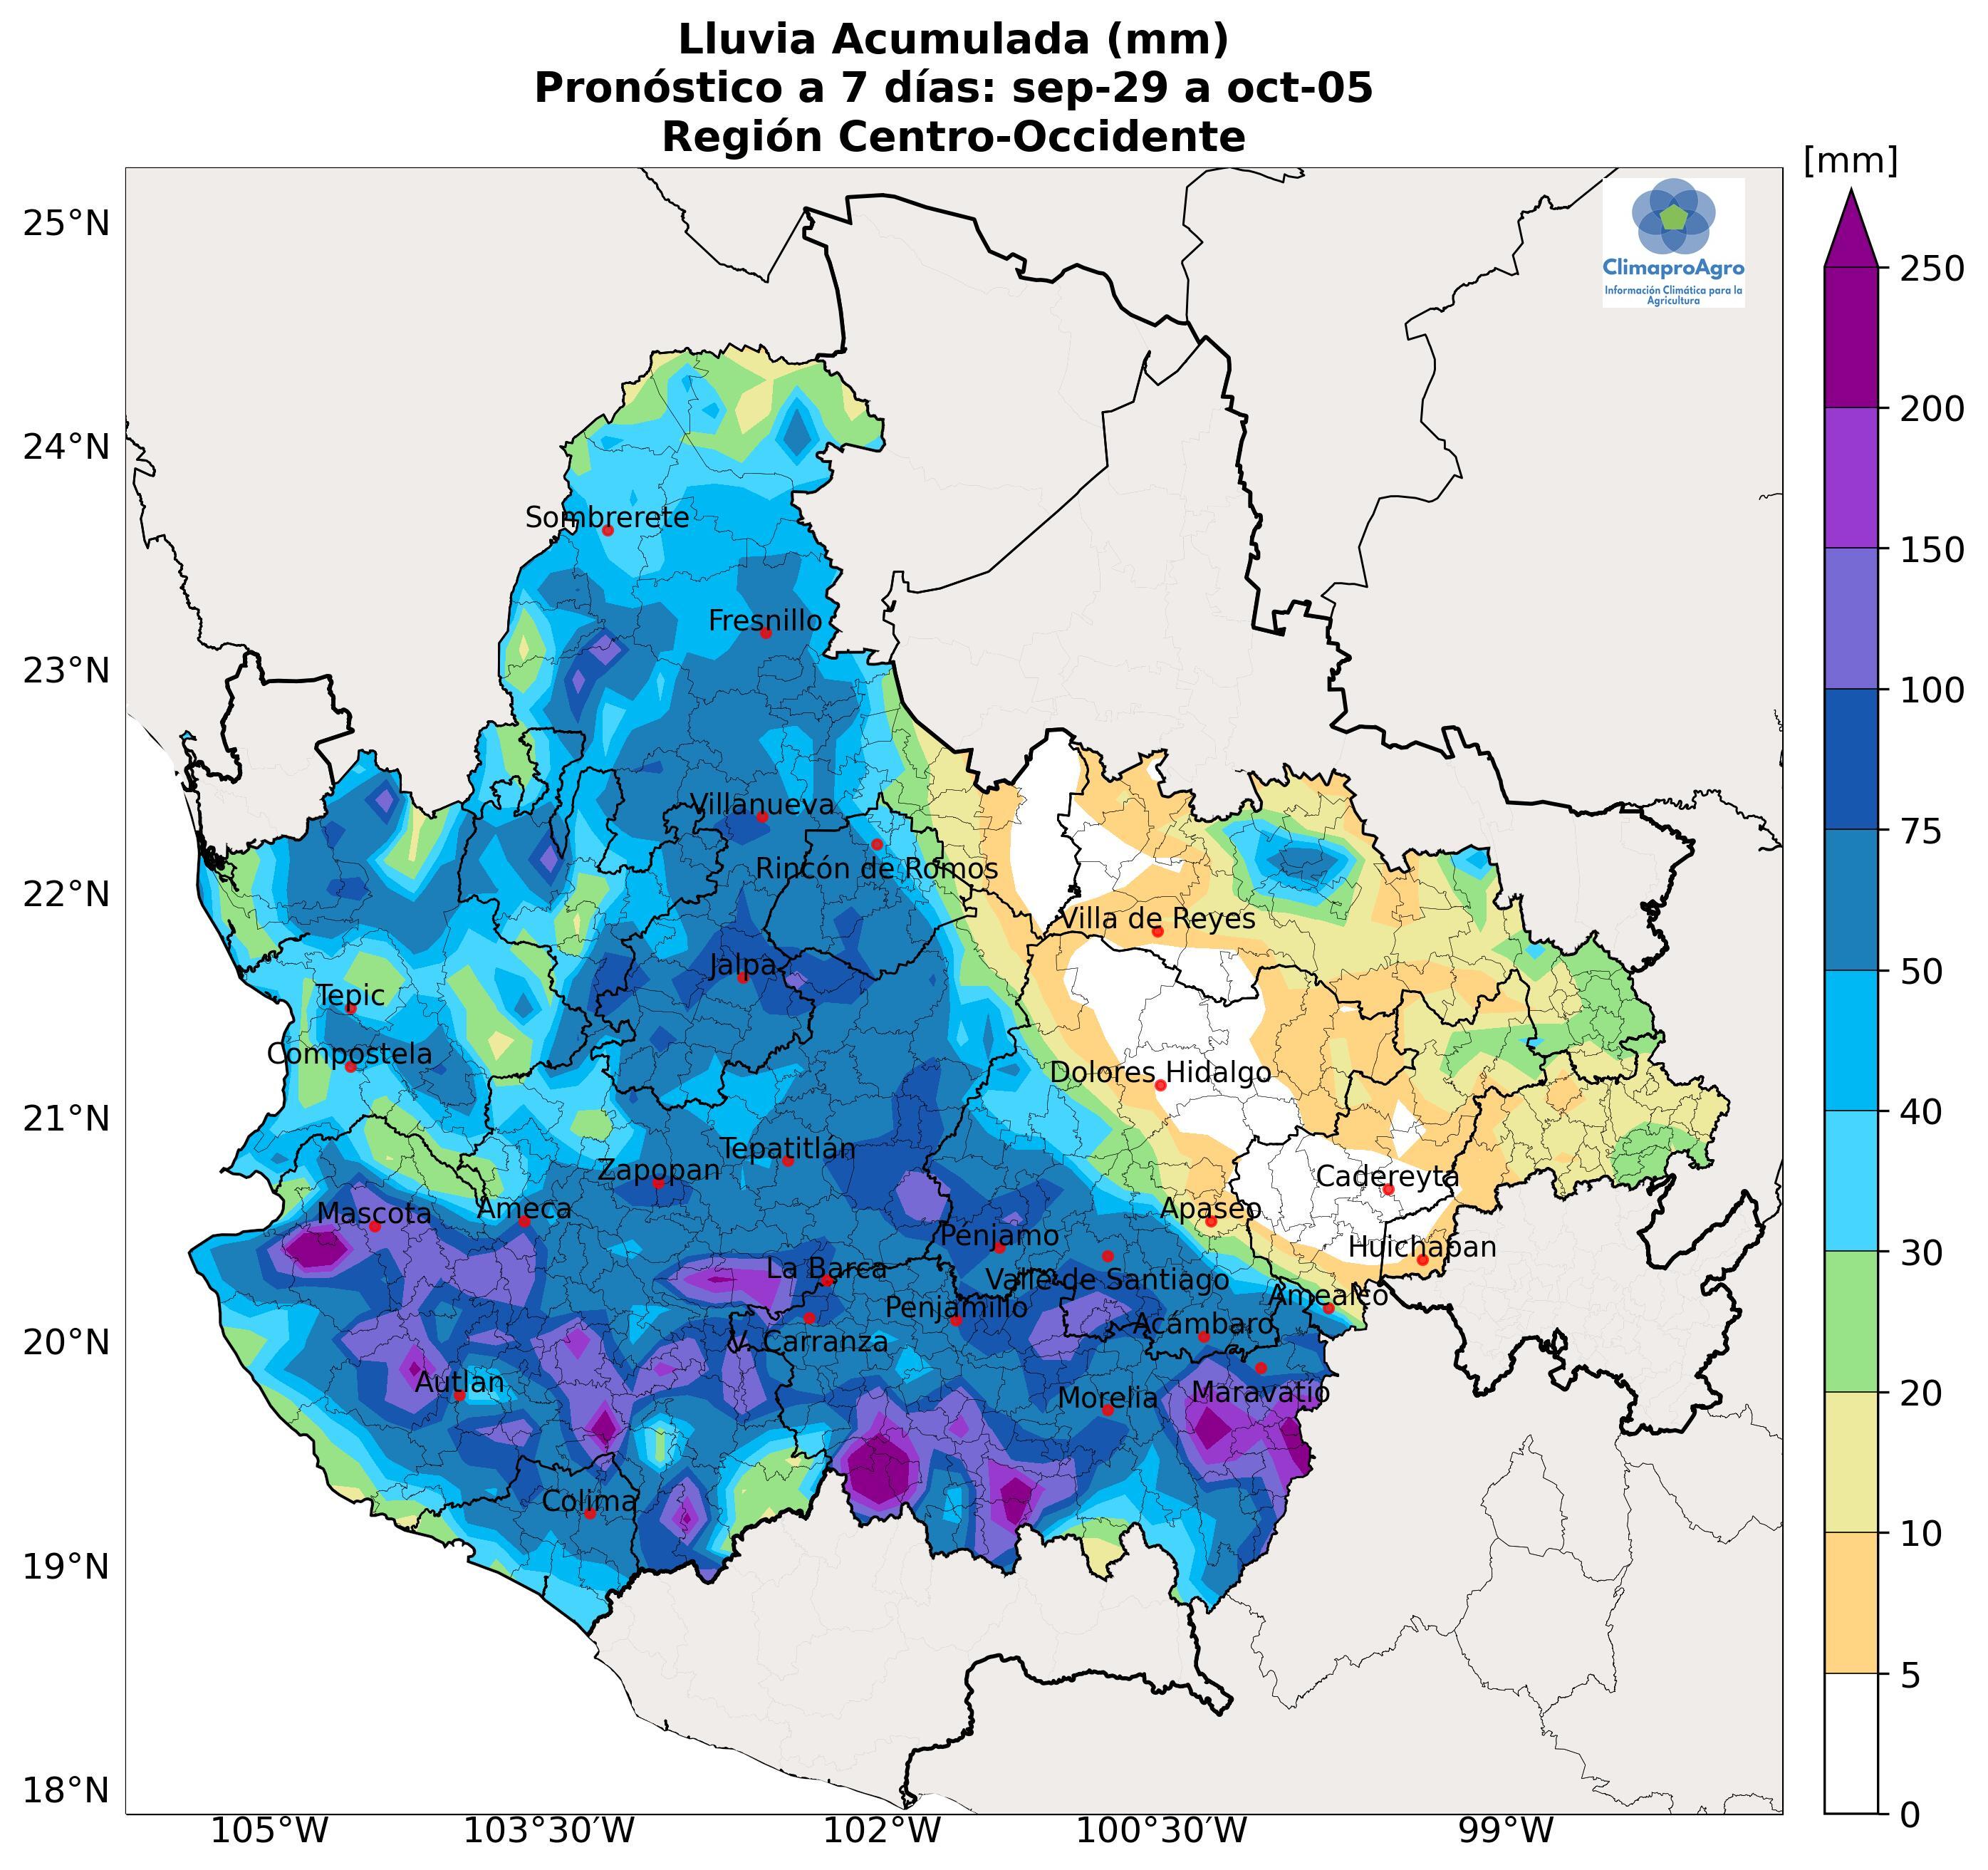 Lluvia Acumulada (mm)
Pronóstico a 7 días: sep-29 a oct-05
Región Centro-Occidente
[mm]
25°N
24°N
23°N
22°N
21°N
20°N
19°N
18°N
105°W
103°30'W
102°W
100°30'W
99°W
250
200
150
100
75
50
40
30
20
10
5
0
ClimaproAgro
Información Climática para la
Agricultura
Sombrerete
Fresnillo
Villanueva
Rincón de Romos
Villa de Reyes
Jalpa
Tepic
Compostela
Dolores Hidalgo
Tepatitlán
Zapopan
Cadereyta
Mascota
Ameca
Apaseo
Penjamo
Huichapan
La Barca
Valle de Santiago
Amealco
Penjamillo
Acámbaro
V. Carranza
Autlan
Morelia
Maravatío
Colima